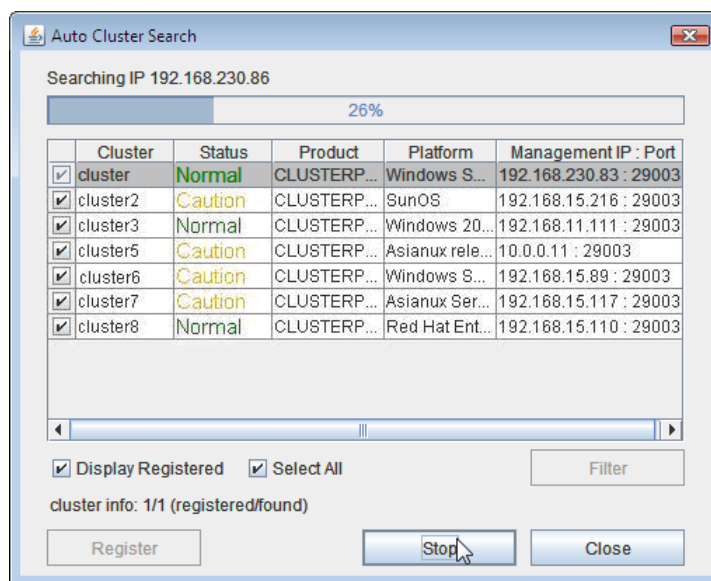 Auto Cluster Search
Searching IP 192.168.230.86
26%
Cluster Status Product Platform Management IP : Port
cluster Normal CLUSTERP... Windows S... 192.168.230.83 : 29003
cluster2 Caution CLUSTERP... SunOS 192.168.15.216 : 29003
cluster3 Normal CLUSTERP... Windows 20... 192.168.11.111 : 29003
cluster5 Caution CLUSTERP... Asianux rele... 10.0.0.11 : 29003
cluster6 Caution CLUSTERP... Windows S... 192.168.15.89 : 29003
cluster7 Caution CLUSTERP... Asianux Ser... 192.168.15.117 : 29003
cluster8 Normal CLUSTERP... Red Hat Ent... 192.168.15.110 : 29003
Display Registered Select All Filter
cluster info: 1/1 (registered/found)
Register Stop Close